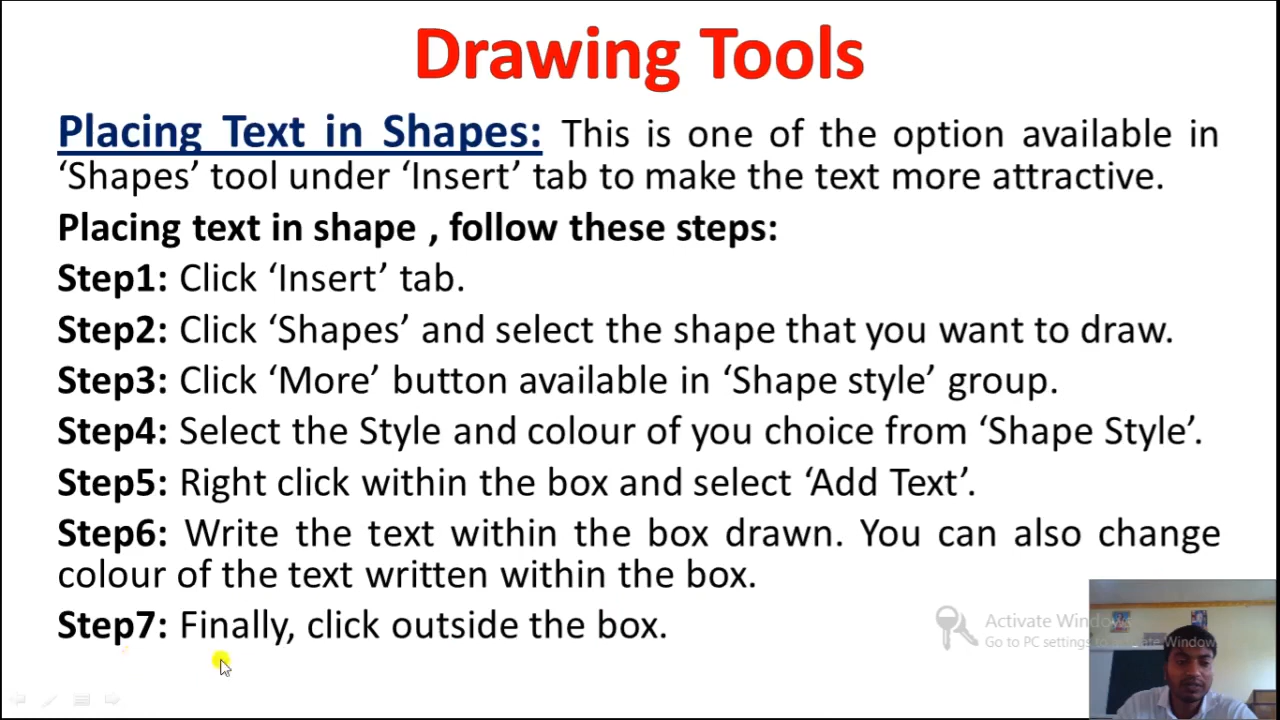 Drawing Tools
Placing Text in Shapes: This is one of the option available in
‘Shapes’ tool under ‘Insert’ tab to make the text more attractive.
Placing text in shape , follow these steps:
Step1: Click ‘Insert’ tab.
Step2: Click ‘Shapes’ and select the shape that you want to draw.
Step3: Click ‘More’ button available in ‘Shape style’ group.
Step4: Select the Style and colour of you choice from ‘Shape Style’.
Step5: Right click within the box and select ‘Add Text’.
Step6: Write the text within the box drawn. You can also change
colour of the text written within the box.
Step7: Finally, click outside the box.
Activate Windows
Go to PC settings to activate Windows